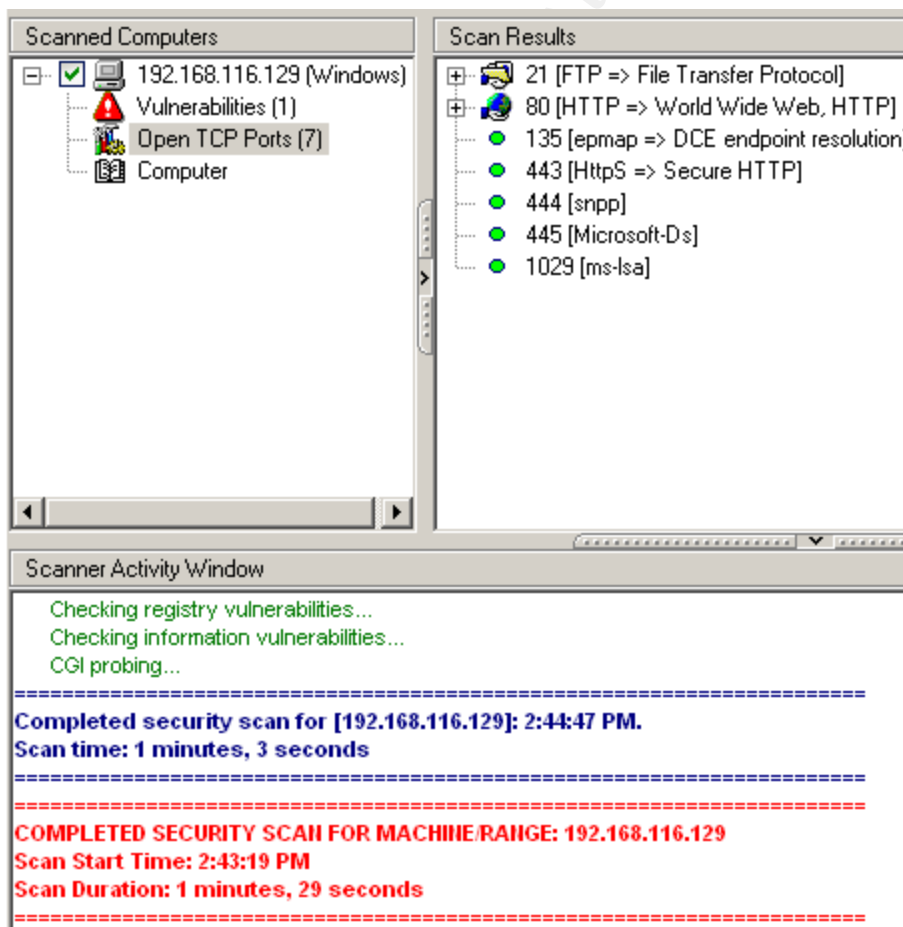 Scanned Computers
192.168.116.129 (Windows)
Vulnerabilities (1)
Open TCP Ports (7)
Computer
Scan Results
21 [FTP => File Transfer Protocol]
80 [HTTP => World Wide Web, HTTP]
135 [epmap => DCE endpoint resolution]
443 [HttpS => Secure HTTP]
444 [snpp]
445 [Microsoft-Ds]
1029 [ms-lsa]
Scanner Activity Window
Checking registry vulnerabilities...
Checking information vulnerabilities...
CGI probing...
=======================================================================
Completed security scan for [192.168.116.129]: 2:44:47 PM.
Scan time: 1 minutes, 3 seconds
=======================================================================
=======================================================================
COMPLETED SECURITY SCAN FOR MACHINE/RANGE: 192.168.116.129
Scan Start Time: 2:43:19 PM
Scan Duration: 1 minutes, 29 seconds
=======================================================================